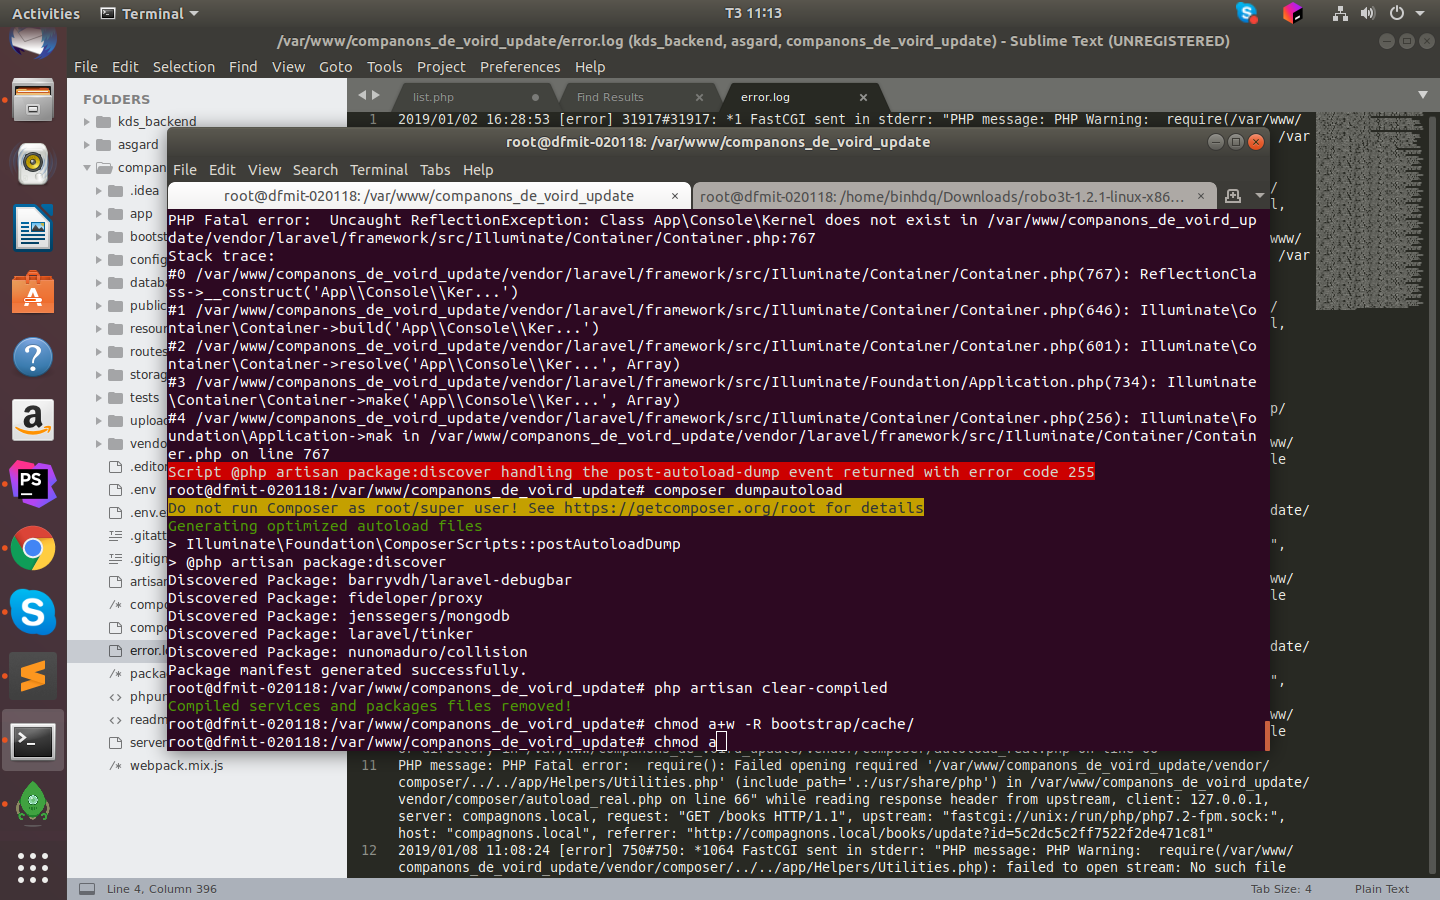 Activities
Terminal
T3 11:13
/var/www/companons_de_voird_update/error.log (kds_backend, asgard, companons_de_voird_update) - Sublime Text (UNREGISTERED)
File Edit Selection Find View Goto Tools Project Preferences Help
FOLDERS
kds_backend
asgard
compan
.idea
app
bootst
config
databa
public
resour
routes
storag
tests
upload
vendo
.editor
.env
.env.e
.gitatt
.gitign
artisan
compo
compo
error.l
packa
phpun
readm
server
webpack.mix.js
list.php
Find Results
error.log
1 2019/01/02 16:28:53 [error] 31917#31917: *1 FastCGI sent in stderr: "PHP message: PHP Warning:  require(/var/www/
root@dfmit-020118: /var/www/companons_de_voird_update
File Edit View Search Terminal Tabs Help
root@dfmit-020118: /var/www/companons_de_voird_update
root@dfmit-020118: /home/binhdq/Downloads/robo3t-1.2.1-linux-x86...
PHP Fatal error:  Uncaught ReflectionException: Class App\Console\Kernel does not exist in /var/www/companons_de_voird_up
date/vendor/laravel/framework/src/Illuminate/Container/Container.php:767
Stack trace:
#0 /var/www/companons_de_voird_update/vendor/laravel/framework/src/Illuminate/Container/Container.php(767): ReflectionCla
ss->__construct('App\\Console\\Ker...')
#1 /var/www/companons_de_voird_update/vendor/laravel/framework/src/Illuminate/Container/Container.php(646): Illuminate\Co
ntainer\Container->build('App\\Console\\Ker...')
#2 /var/www/companons_de_voird_update/vendor/laravel/framework/src/Illuminate/Container/Container.php(601): Illuminate\Co
ntainer\Container->resolve('App\\Console\\Ker...', Array)
#3 /var/www/companons_de_voird_update/vendor/laravel/framework/src/Illuminate/Foundation/Application.php(734): Illuminate
\Container\Container->make('App\\Console\\Ker...', Array)
#4 /var/www/companons_de_voird_update/vendor/laravel/framework/src/Illuminate/Container/Container.php(256): Illuminate\Fo
undation\Application->mak in /var/www/companons_de_voird_update/vendor/laravel/framework/src/Illuminate/Container/Contain
er.php on line 767
Script @php artisan package:discover handling the post-autoload-dump event returned with error code 255
root@dfmit-020118:/var/www/companons_de_voird_update# composer dumpautoload
Do not run Composer as root/super user! See https://getcomposer.org/root for details
Generating optimized autoload files
> Illuminate\Foundation\ComposerScripts::postAutoloadDump
> @php artisan package:discover
Discovered Package: barryvdh/laravel-debugbar
Discovered Package: fideloper/proxy
Discovered Package: jenssegers/mongodb
Discovered Package: laravel/tinker
Discovered Package: nunomaduro/collision
Package manifest generated successfully.
root@dfmit-020118:/var/www/companons_de_voird_update# php artisan clear-compiled
Compiled services and packages files removed!
root@dfmit-020118:/var/www/companons_de_voird_update# chmod a+w -R bootstrap/cache/
root@dfmit-020118:/var/www/companons_de_voird_update# chmod a
11 PHP message: PHP Fatal error:  require(): Failed opening required '/var/www/companons_de_voird_update/vendor/
composer/../../app/Helpers/Utilities.php' (include_path='.:/usr/share/php') in /var/www/companons_de_voird_update/
vendor/composer/autoload_real.php on line 66" while reading response header from upstream, client: 127.0.0.1,
server: compagnons.local, request: "GET /books HTTP/1.1", upstream: "fastcgi://unix:/run/php/php7.2-fpm.sock:",
host: "compagnons.local", referrer: "http://compagnons.local/books/update?id=5c2dc5c2ff7522f2de471c81"
12 2019/01/08 11:08:24 [error] 750#750: *1064 FastCGI sent in stderr: "PHP message: PHP Warning:  require(/var/www/
companons_de_voird_update/vendor/composer/../../app/Helpers/Utilities.php): failed to open stream: No such file
Line 4, Column 396
Tab Size: 4
Plain Text